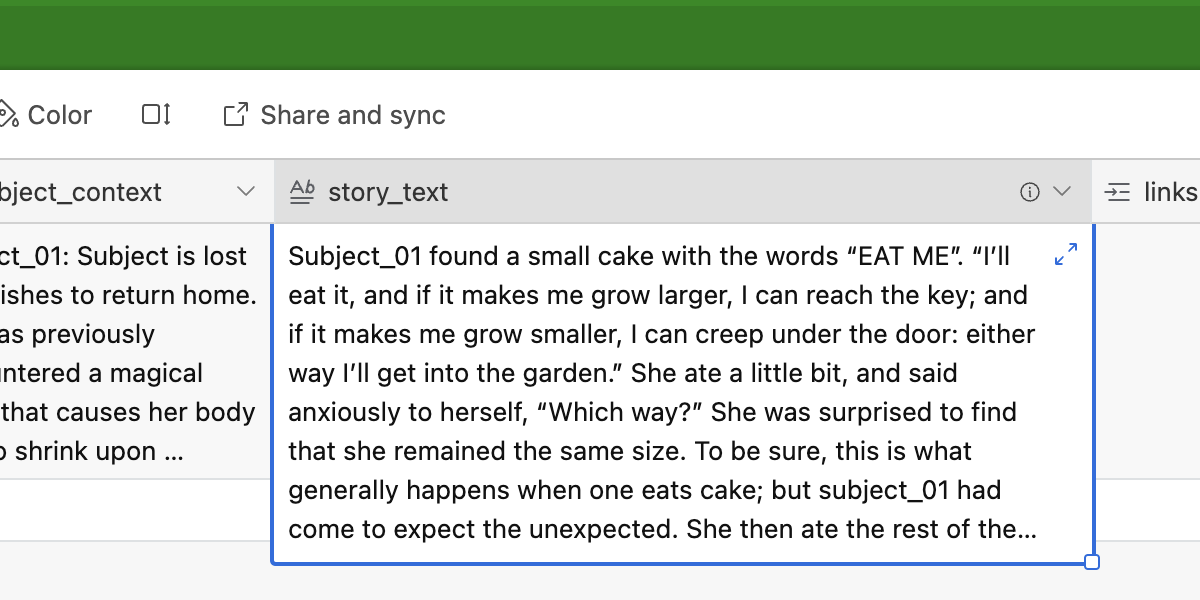 Color
Share and sync
bject_context
story_text
links
ct_01: Subject is lost
ishes to return home.
as previously
ntered a magical
that causes her body
o shrink upon ...
Subject_01 found a small cake with the words “EAT ME”. “I’ll
eat it, and if it makes me grow larger, I can reach the key; and
if it makes me grow smaller, I can creep under the door: either
way I’ll get into the garden.” She ate a little bit, and said
anxiously to herself, “Which way?” She was surprised to find
that she remained the same size. To be sure, this is what
generally happens when one eats cake; but subject_01 had
come to expect the unexpected. She then ate the rest of the...